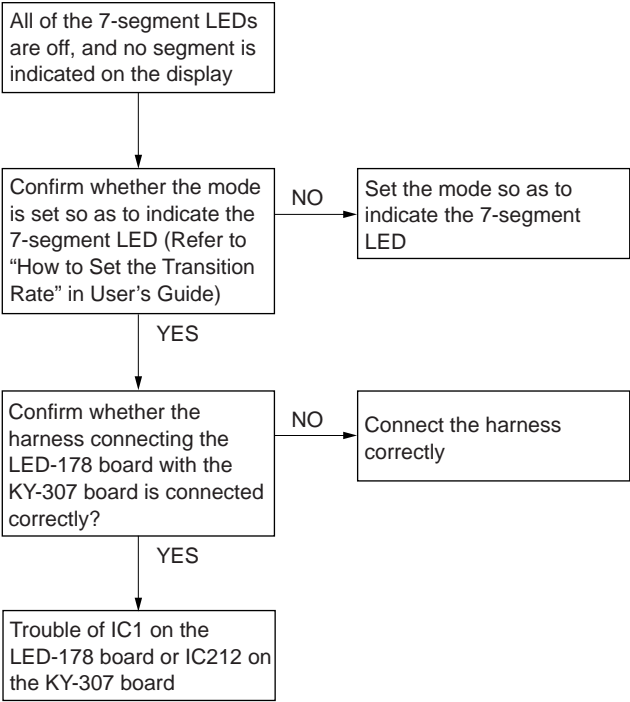 All of the 7-segment LEDs
are off, and no segment is
indicated on the display
Confirm whether the mode
is set so as to indicate the
7-segment LED (Refer to
“How to Set the Transition
Rate” in User’s Guide)
NO
Set the mode so as to
indicate the 7-segment
LED
YES
Confirm whether the
harness connecting the
LED-178 board with the
KY-307 board is connected
correctly?
NO
Connect the harness
correctly
YES
Trouble of IC1 on the
LED-178 board or IC212 on
the KY-307 board